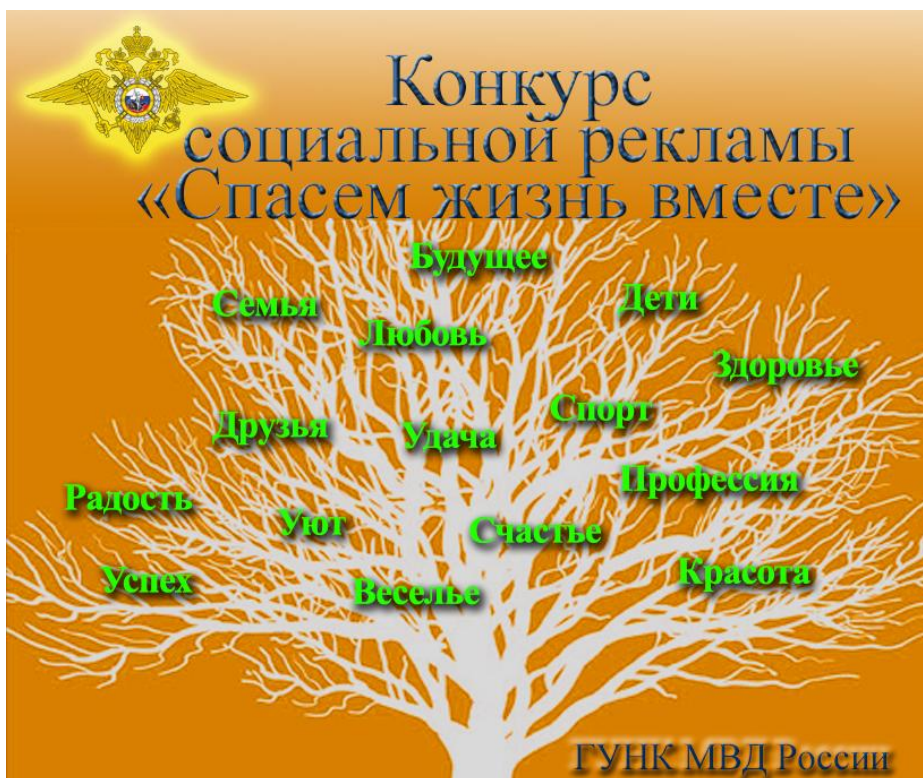 Конкурс
социальной рекламы
«Спасем жизнь вместе»
Будущее
Семья
Дети
Любовь
Здоровье
Спорт
Друзья
Удача
Профессия
Радость
Уют
Счастье
Успех
Веселье
Красота
ГУНК МВД России